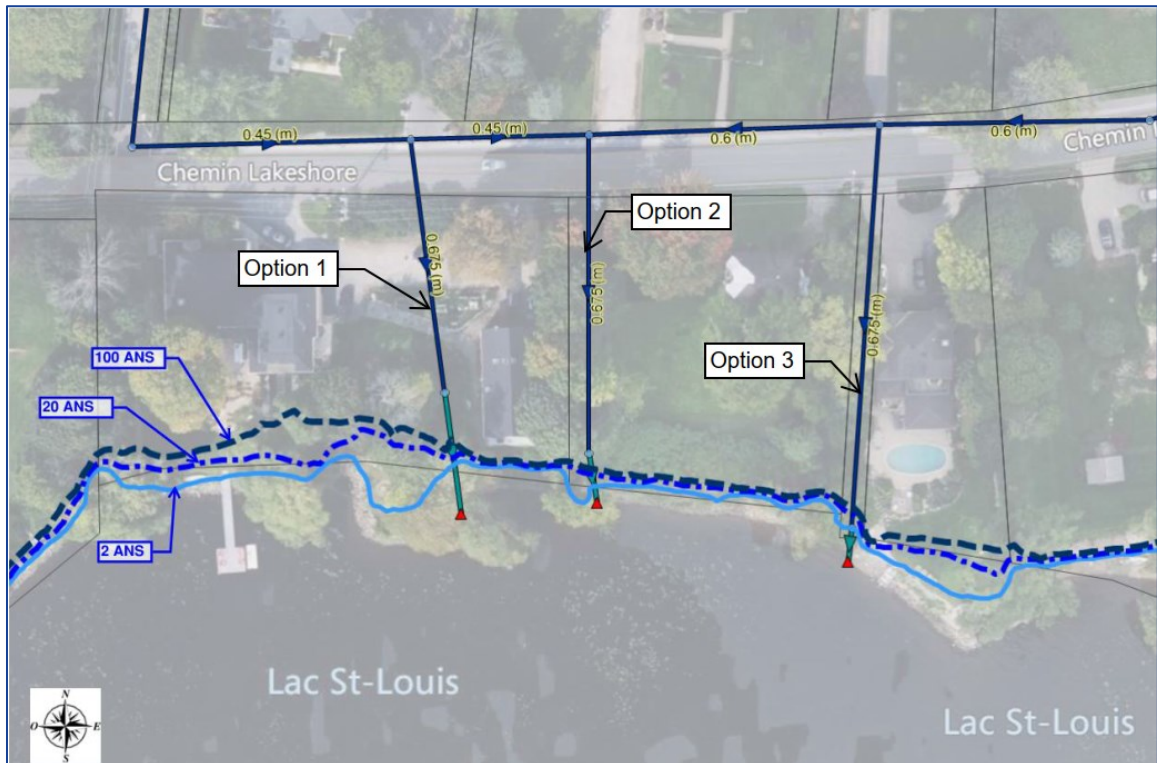 0.45 (m)
0.45 (m)
0.6 (m)
0.6 (m)
Chemin Lakeshore
Chemin
Option 2
Option 1
0.675 (m)
0.675 (m)
0.675 (m)
Option 3
100 ANS
20 ANS
2 ANS
Lac St-Louis
Lac St-Louis
N
O
E
S